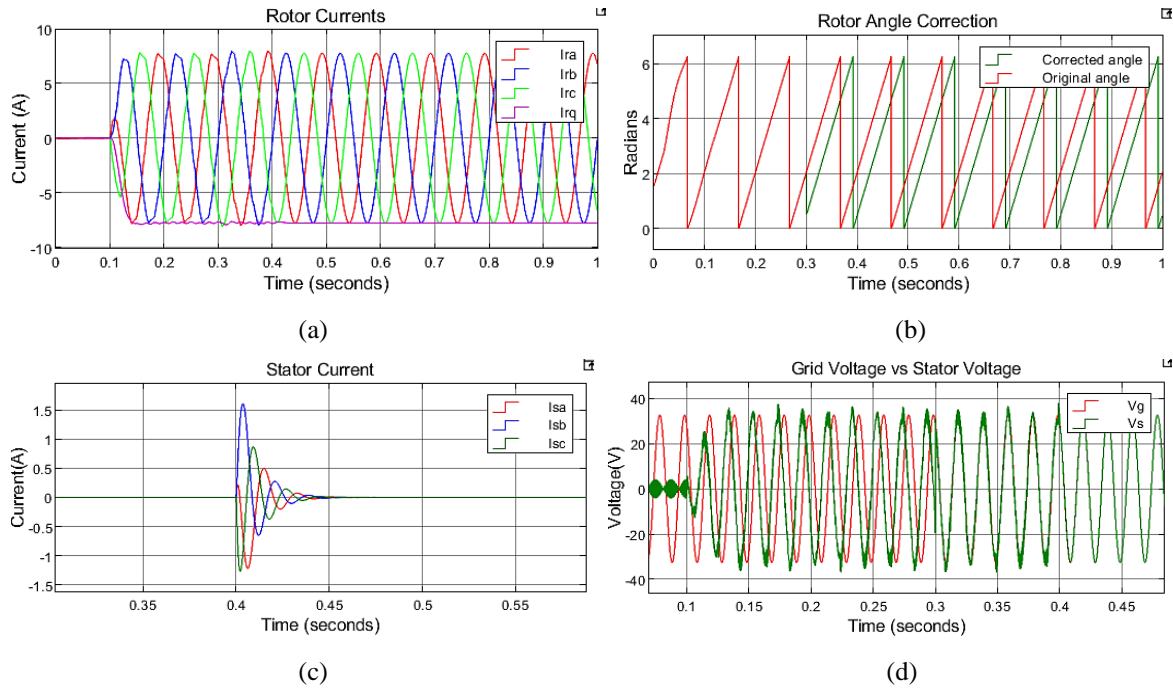 Rotor Currents
10
5
0
-5
-10
Current (A)
Ira
Irb
Irc
Irq
0 0.1 0.2 0.3 0.4 0.5 0.6 0.7 0.8 0.9 1
Time (seconds)
(a)
Rotor Angle Correction
6
4
2
0
Radians
Corrected angle
Original angle
0 0.1 0.2 0.3 0.4 0.5 0.6 0.7 0.8 0.9 1
Time (seconds)
(b)
Stator Current
1.5
1
0.5
0
-0.5
-1
-1.5
Current(A)
Isa
Isb
Isc
0.35 0.4 0.45 0.5 0.55
Time (seconds)
(c)
Grid Voltage vs Stator Voltage
40
20
0
-20
-40
Voltage(V)
Vg
Vs
0.1 0.15 0.2 0.25 0.3 0.35 0.4 0.45
Time (seconds)
(d)